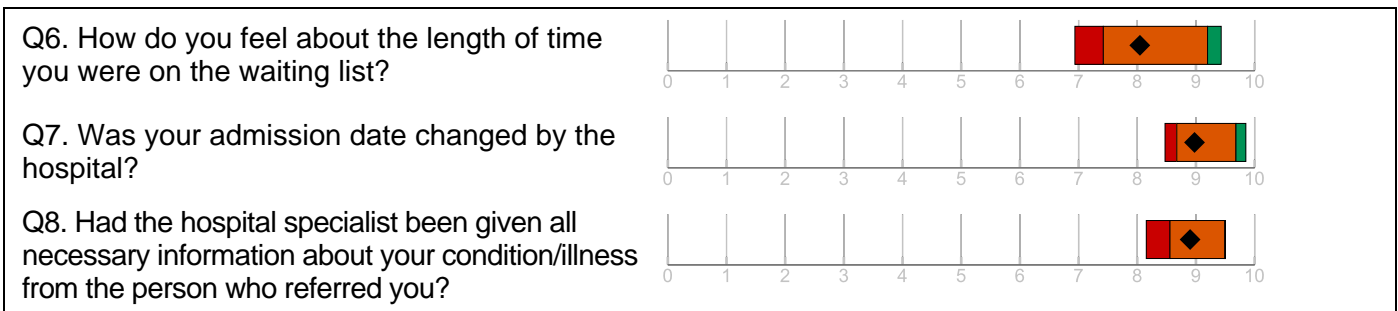 Q6. How do you feel about the length of time
you were on the waiting list?
0 1 2 3 4 5 6 7 8 9 10
Q7. Was your admission date changed by the
hospital?
0 1 2 3 4 5 6 7 8 9 10
Q8. Had the hospital specialist been given all
necessary information about your condition/illness
from the person who referred you?
0 1 2 3 4 5 6 7 8 9 10